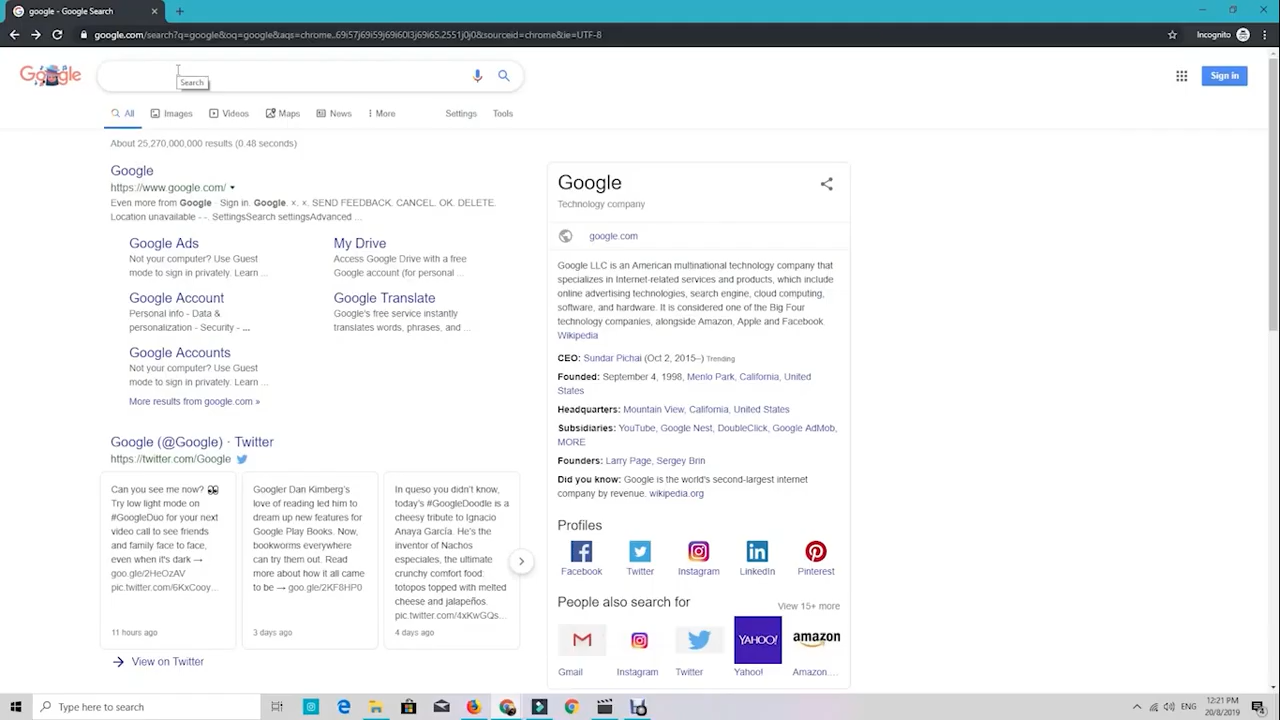 google - Google Search
google.com/search?q=google&oq=google&aqs=chrome..69i57j69i59j69i60l3j69i65.2551j0j0&sourceid=chrome&ie=UTF-8
Incognito
Google
Search
Sign in
All
Images
Videos
Maps
News
More
Settings
Tools
About 25,270,000,000 results (0.48 seconds)
Google
https://www.google.com/
Even more from Google · Sign in. Google. ×. ×. SEND FEEDBACK. CANCEL. OK. DELETE.
Location unavailable - -. SettingsSearch settingsAdvanced ...
Google Ads
Not your computer? Use Guest
mode to sign in privately. Learn ...
My Drive
Access Google Drive with a free
Google account (for personal ...
Google Account
Personal info - Data &
personalization - Security - ...
Google Translate
Google's free service instantly
translates words, phrases, and ...
Google Accounts
Not your computer? Use Guest
mode to sign in privately. Learn ...
More results from google.com »
Google (@Google) · Twitter
https://twitter.com/Google
Can you see me now? 👀
Try low light mode on
#GoogleDuo for your next
video call to see friends
and family face to face,
even when it's dark →
goo.gle/2HeOzAV
pic.twitter.com/6KxCooy...
11 hours ago
Googler Dan Kimberg's
love of reading led him to
dream up new features for
Google Play Books. Now,
bookworms everywhere
can try them out. Read
more about how it all came
to be → goo.gle/2KF8HP0
3 days ago
In queso you didn't know,
today's #GoogleDoodle is a
cheesy tribute to Ignacio
Anaya García. He's the
inventor of Nachos
especiales, the ultimate
crunchy comfort food:
totopos topped with melted
cheese and jalapeños.
pic.twitter.com/4xKwGQs...
4 days ago
View on Twitter
Google
Technology company
google.com
Google LLC is an American multinational technology company that
specializes in Internet-related services and products, which include
online advertising technologies, search engine, cloud computing,
software, and hardware. It is considered one of the Big Four
technology companies, alongside Amazon, Apple and Facebook.
Wikipedia
CEO: Sundar Pichai (Oct 2, 2015–) Trending
Founded: September 4, 1998, Menlo Park, California, United
States
Headquarters: Mountain View, California, United States
Subsidiaries: YouTube, Google Nest, DoubleClick, Google AdMob,
MORE
Founders: Larry Page, Sergey Brin
Did you know: Google is the world's second-largest internet
company by revenue. wikipedia.org
Profiles
Facebook
Twitter
Instagram
LinkedIn
Pinterest
People also search for
View 15+ more
YAHOO!
amazon
Gmail
Instagram
Twitter
Yahoo!
Amazon....
Type here to search
ENG
12:21 PM
20/8/2019
4